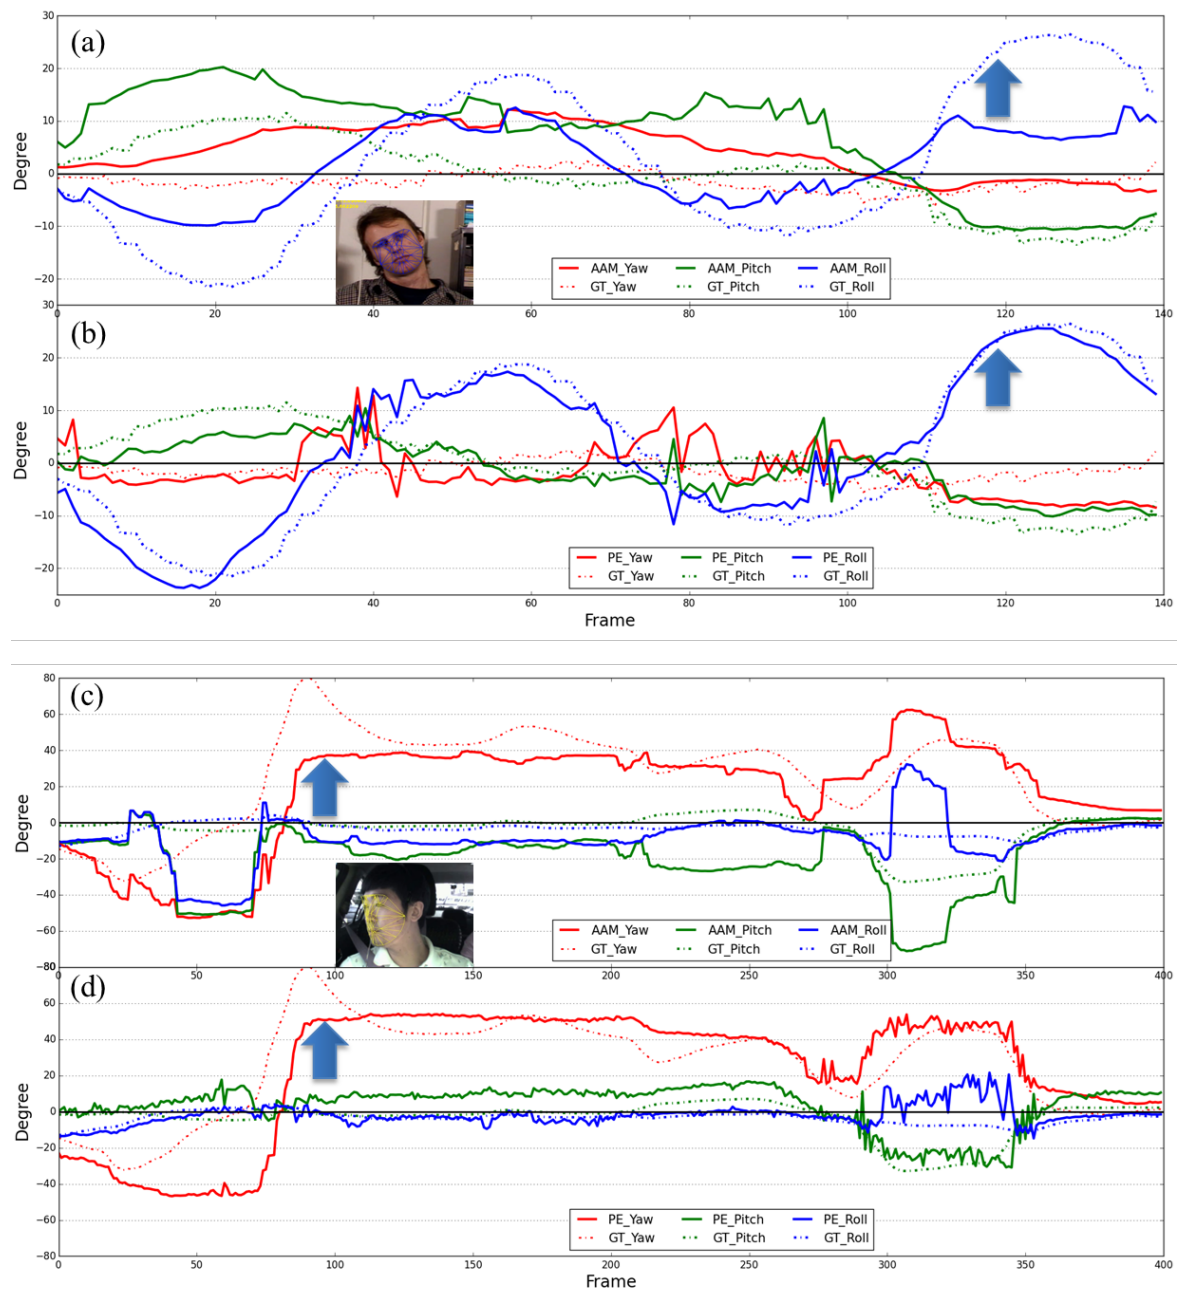 (a)
Degree
30
20
10
0
−10
−20
30
AAM_Yaw AAM_Pitch AAM_Roll
GT_Yaw GT_Pitch GT_Roll
0 20 40 60 80 100 120 140
(b)
Degree
20
10
0
−10
−20
PE_Yaw PE_Pitch PE_Roll
GT_Yaw GT_Pitch GT_Roll
0 20 40 60 80 100 120 140
Frame
(c)
Degree
80
60
40
20
0
−20
−40
−60
−80
AAM_Yaw AAM_Pitch AAM_Roll
GT_Yaw GT_Pitch GT_Roll
0 50 100 150 200 250 300 350 400
(d)
Degree
60
40
20
0
−20
−40
−60
−80
PE_Yaw PE_Pitch PE_Roll
GT_Yaw GT_Pitch GT_Roll
0 50 100 150 200 250 300 350 400
Frame